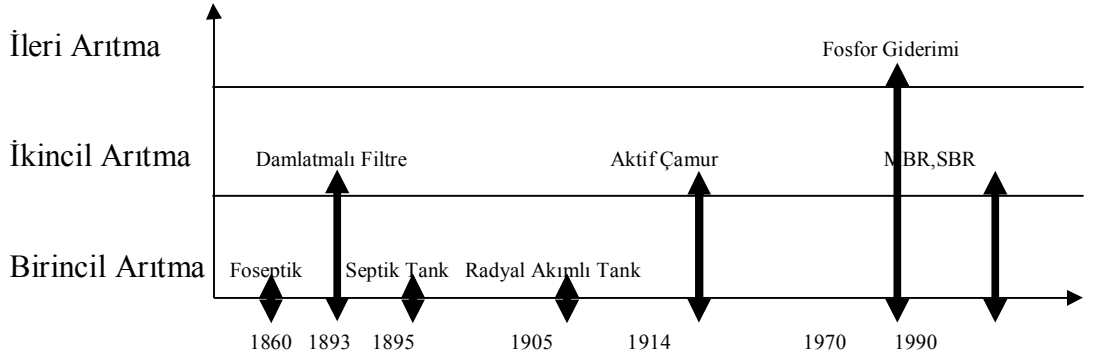 İleri Arıtma
Fosfor Giderimi
İkincil Arıtma
Damlatmalı Filtre
Aktif Çamur
MBR,SBR
Birincil Arıtma
Foseptik
Septik Tank
Radyal Akımlı Tank
1860 1893 1895 1905 1914 1970 1990